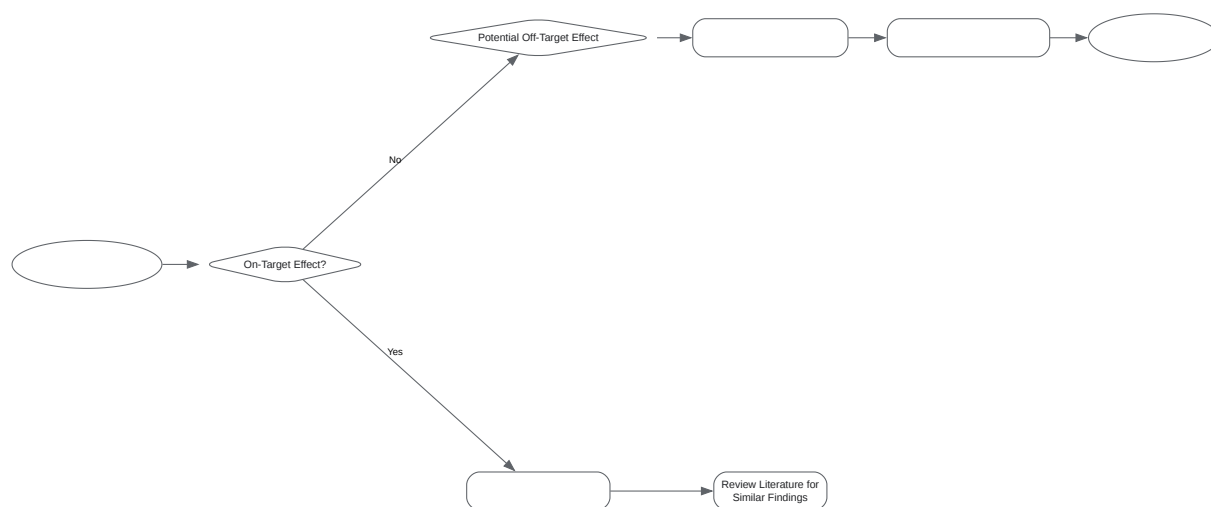 Potential Off-Target Effect
No
On-Target Effect?
Yes
Review Literature for
Similar Findings